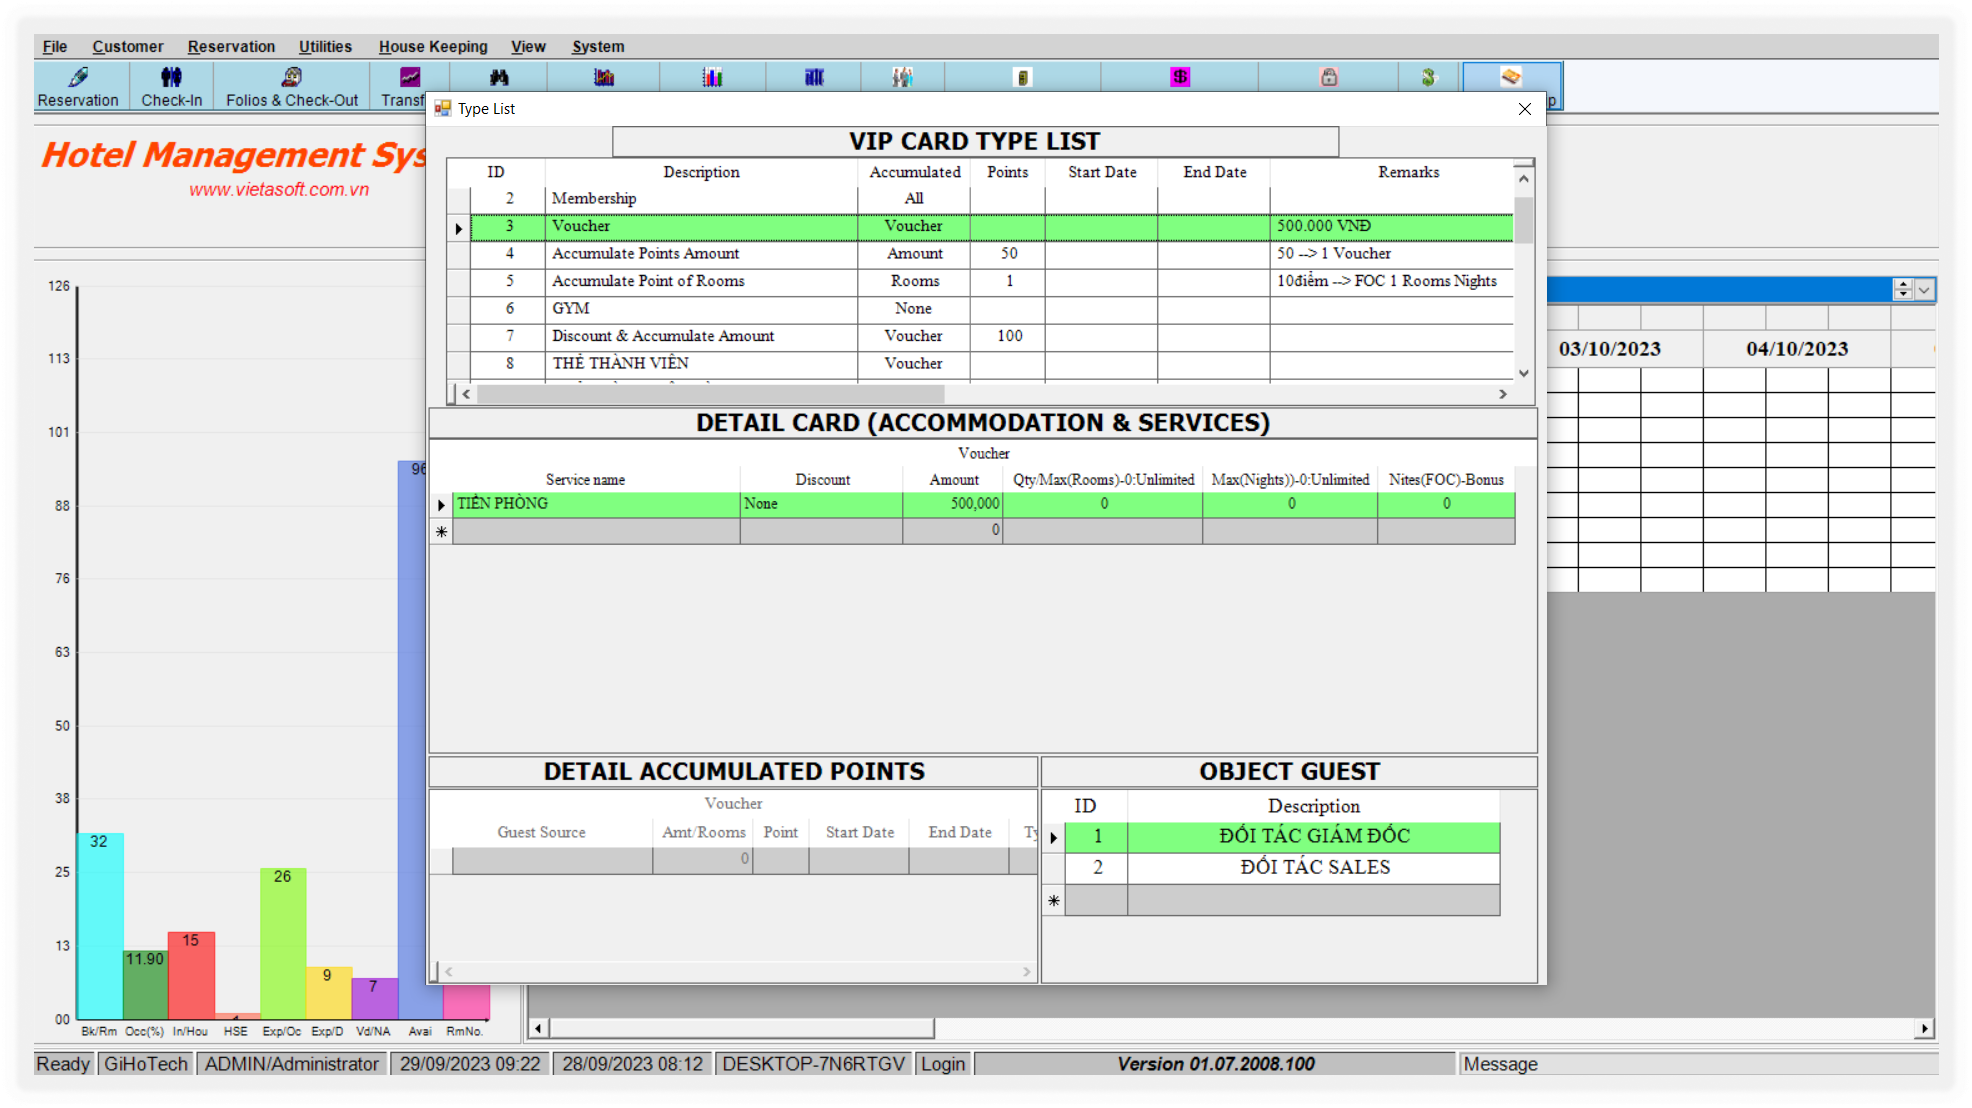 File Customer Reservation Utilities House Keeping View System
Reservation Check-In Folios & Check-Out Transf p
Type List
Hotel Management Sys
www.vietasoft.com.vn
VIP CARD TYPE LIST
ID Description Accumulated Points Start Date End Date Remarks
2 Membership All
3 Voucher Voucher 500.000 VNĐ
4 Accumulate Points Amount Amount 50 50 --> 1 Voucher
5 Accumulate Point of Rooms Rooms 1 10điểm --> FOC 1 Rooms Nights
6 GYM None
7 Discount & Accumulate Amount Voucher 100
8 THẺ THÀNH VIÊN Voucher
03/10/2023 04/10/2023
DETAIL CARD (ACCOMMODATION & SERVICES)
Voucher
Service name Discount Amount Qty/Max(Rooms)-0:Unlimited Max(Nights))-0:Unlimited Nites(FOC)-Bonus
TIỀN PHÒNG None 500,000 0 0 0
0
DETAIL ACCUMULATED POINTS
Voucher
Guest Source Amt/Rooms Point Start Date End Date Ty
0
OBJECT GUEST
ID Description
1 ĐỐI TÁC GIÁM ĐỐC
2 ĐỐI TÁC SALES
126
113
101
88
76
63
50
38
25
13
00
32
11.90
15
26
9
7
96
Bk/Rm Occ(%) In/Hou HSE Exp/Oc Exp/D Vd/NA Avai RmNo.
Ready GiHoTech ADMIN/Administrator 29/09/2023 09:22 28/09/2023 08:12 DESKTOP-7N6RTGV Login Version 01.07.2008.100 Message